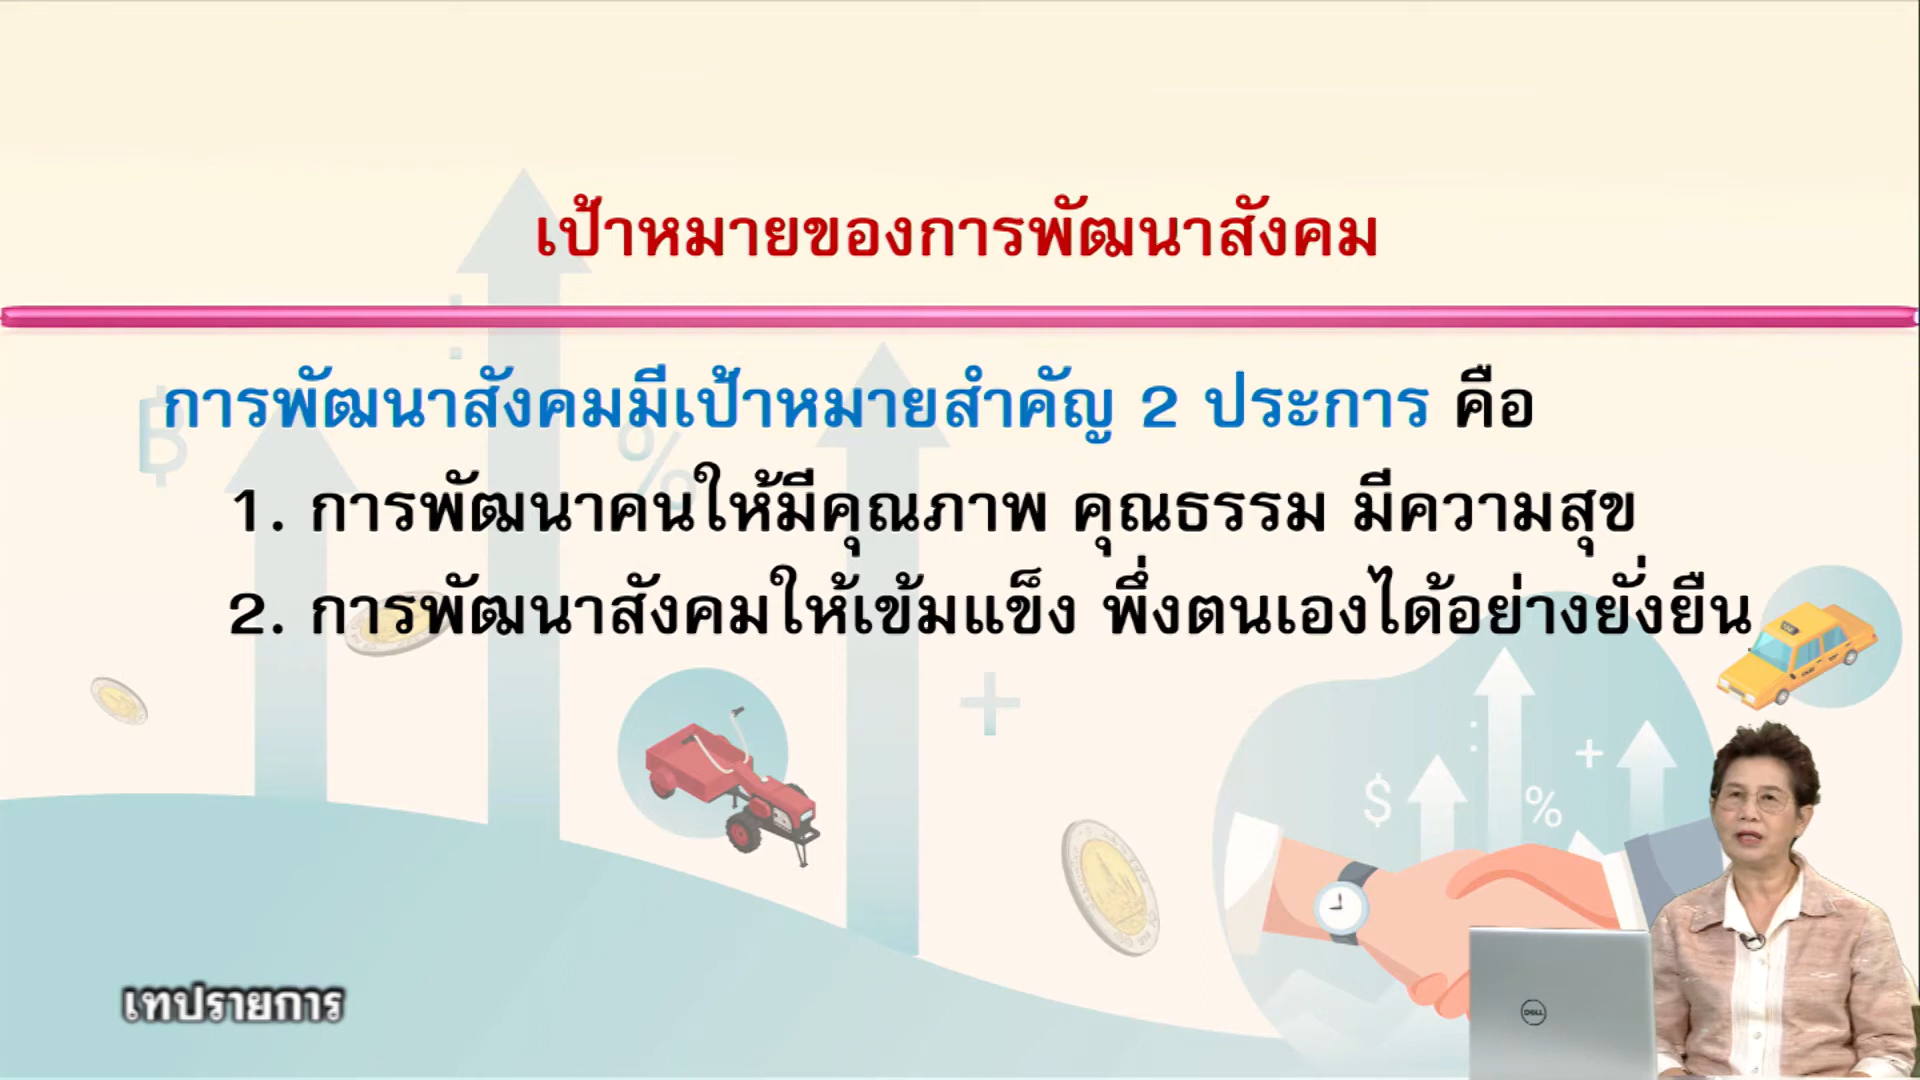 เป้าหมายของการพัฒนาสังคม
การพัฒนาสังคมมีเป้าหมายสำคัญ 2 ประการ คือ
1. การพัฒนาคนให้มีคุณภาพ คุณธรรม มีความสุข
2. การพัฒนาสังคมให้เข้มแข็ง พึ่งตนเองได้อย่างยั่งยืน
เทปรายการ
DELL